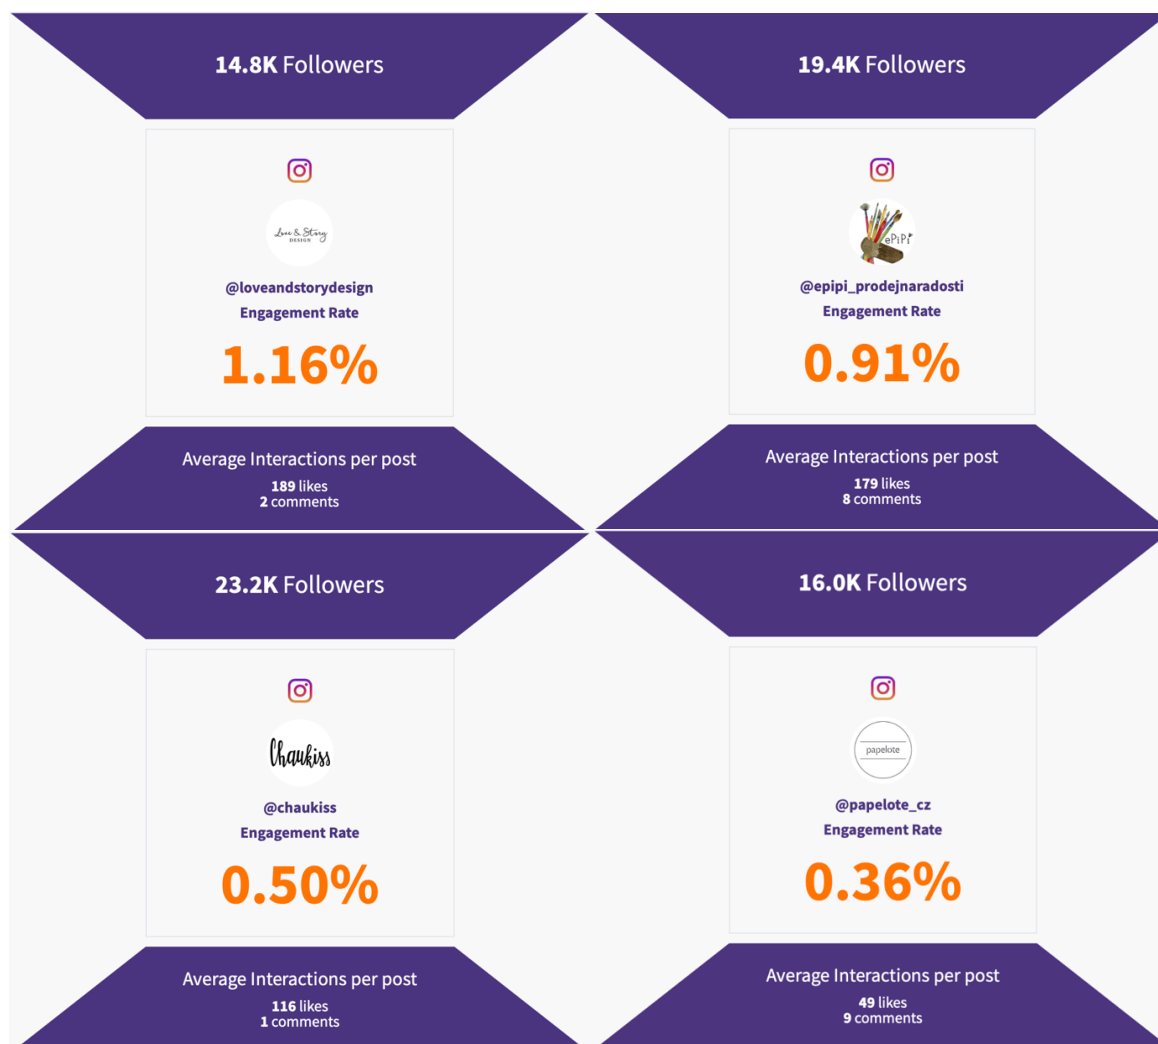 14.8K Followers
Love & Story
DESIGN
@loveandstorydesign
Engagement Rate
1.16%
Average Interactions per post
189 likes
2 comments
19.4K Followers
ePiPi
@epipi_prodejnaradosti
Engagement Rate
0.91%
Average Interactions per post
179 likes
8 comments
23.2K Followers
Chaukiss
@chaukiss
Engagement Rate
0.50%
Average Interactions per post
116 likes
1 comments
16.0K Followers
papelote
@papelote_cz
Engagement Rate
0.36%
Average Interactions per post
49 likes
9 comments